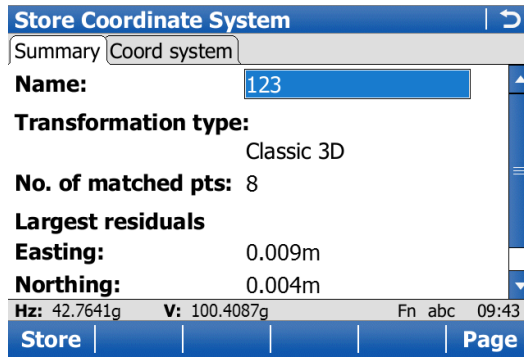 Store Coordinate System
Summary Coord system
Name: 123
Transformation type:
Classic 3D
No. of matched pts: 8
Largest residuals
Easting: 0.009m
Northing: 0.004m
Hz: 42.7641g V: 100.4087g Fn abc 09:43
Store Page